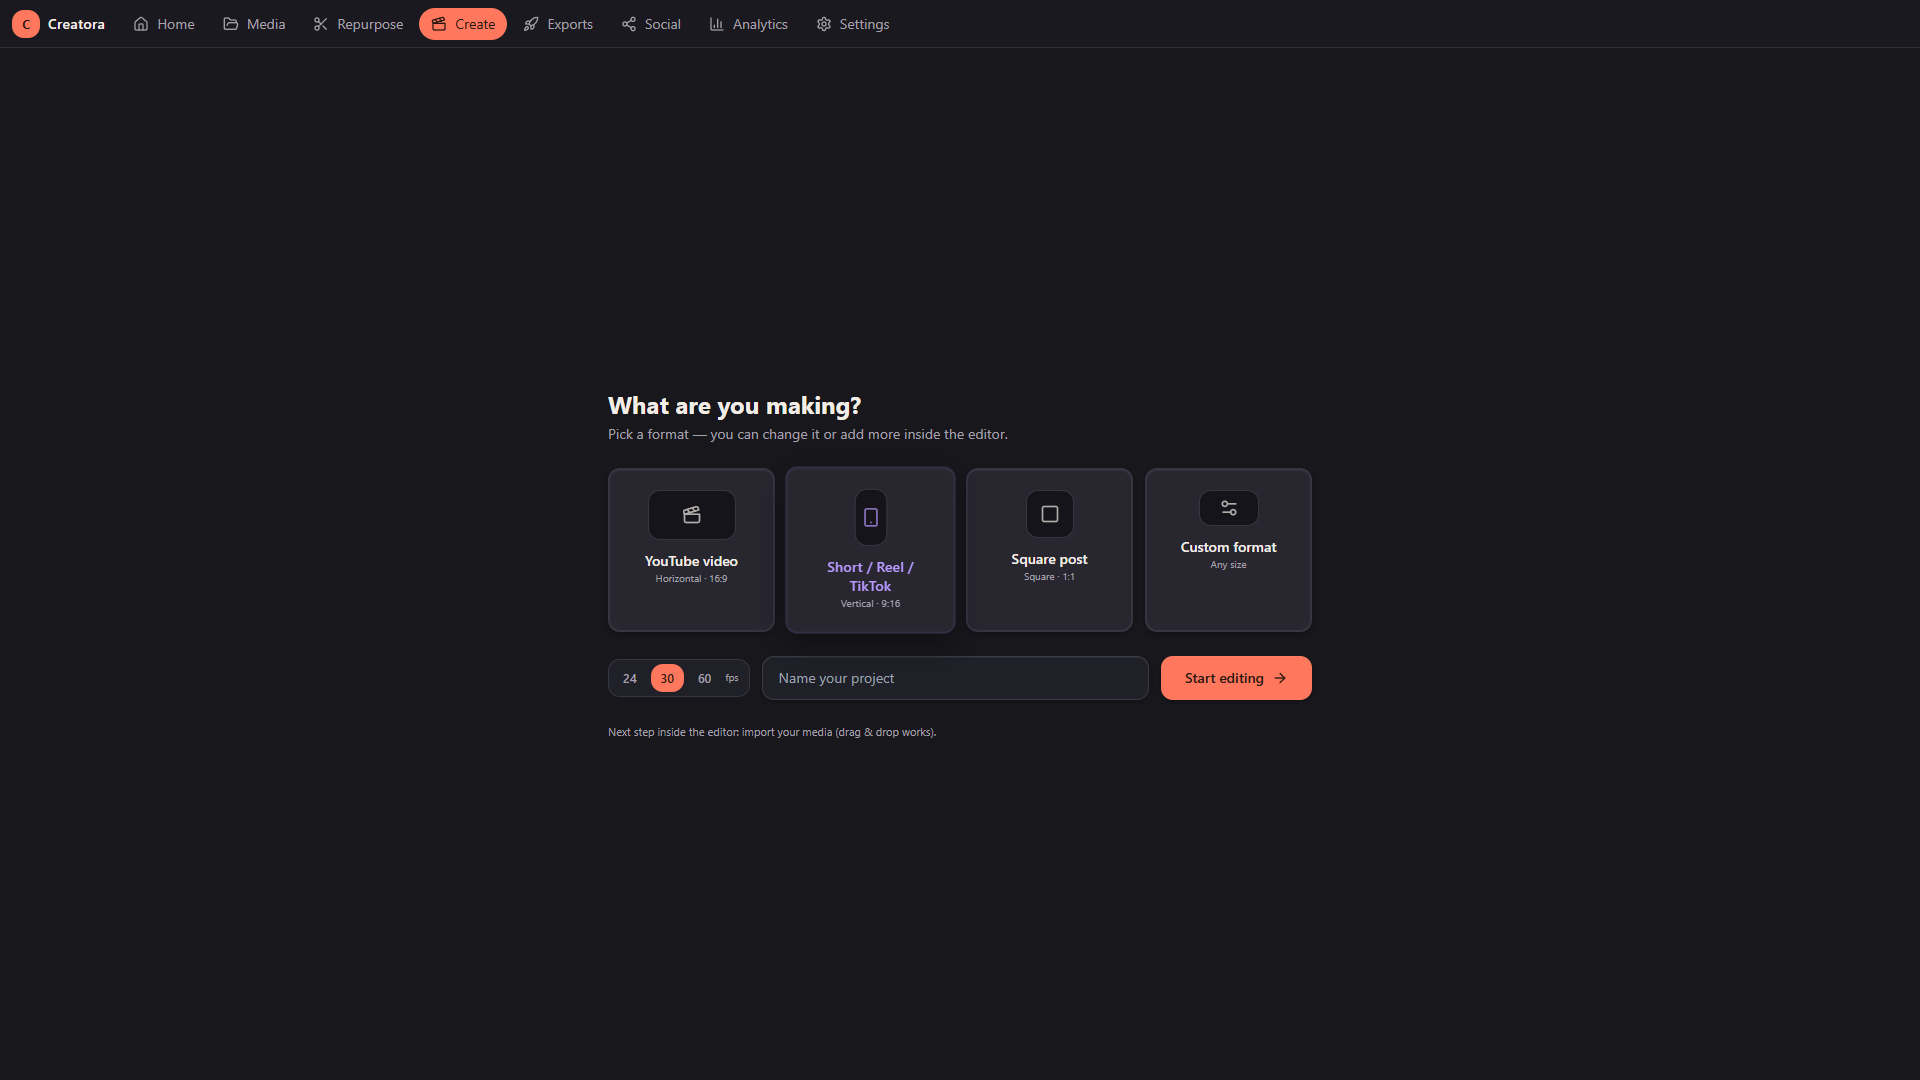 C Creatora Home Media Repurpose Create Exports Social Analytics Settings
What are you making?
Pick a format — you can change it or add more inside the editor.
YouTube video
Horizontal · 16:9
Short / Reel /
TikTok
Vertical · 9:16
Square post
Square · 1:1
Custom format
Any size
24 30 60 fps
Name your project
Start editing
Next step inside the editor: import your media (drag & drop works).